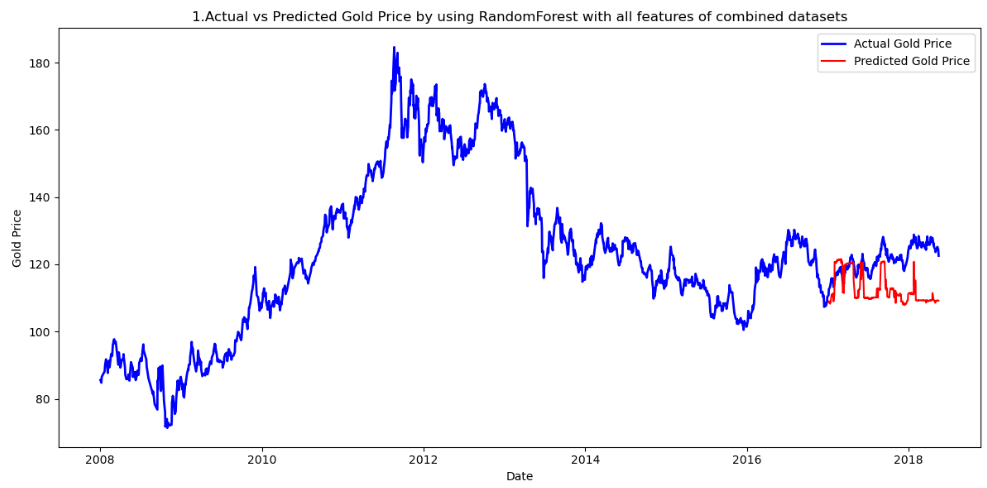 1.Actual vs Predicted Gold Price by using RandomForest with all features of combined datasets
Actual Gold Price
Predicted Gold Price
Gold Price
180
160
140
120
100
80
2008
2010
2012
2014
2016
2018
Date